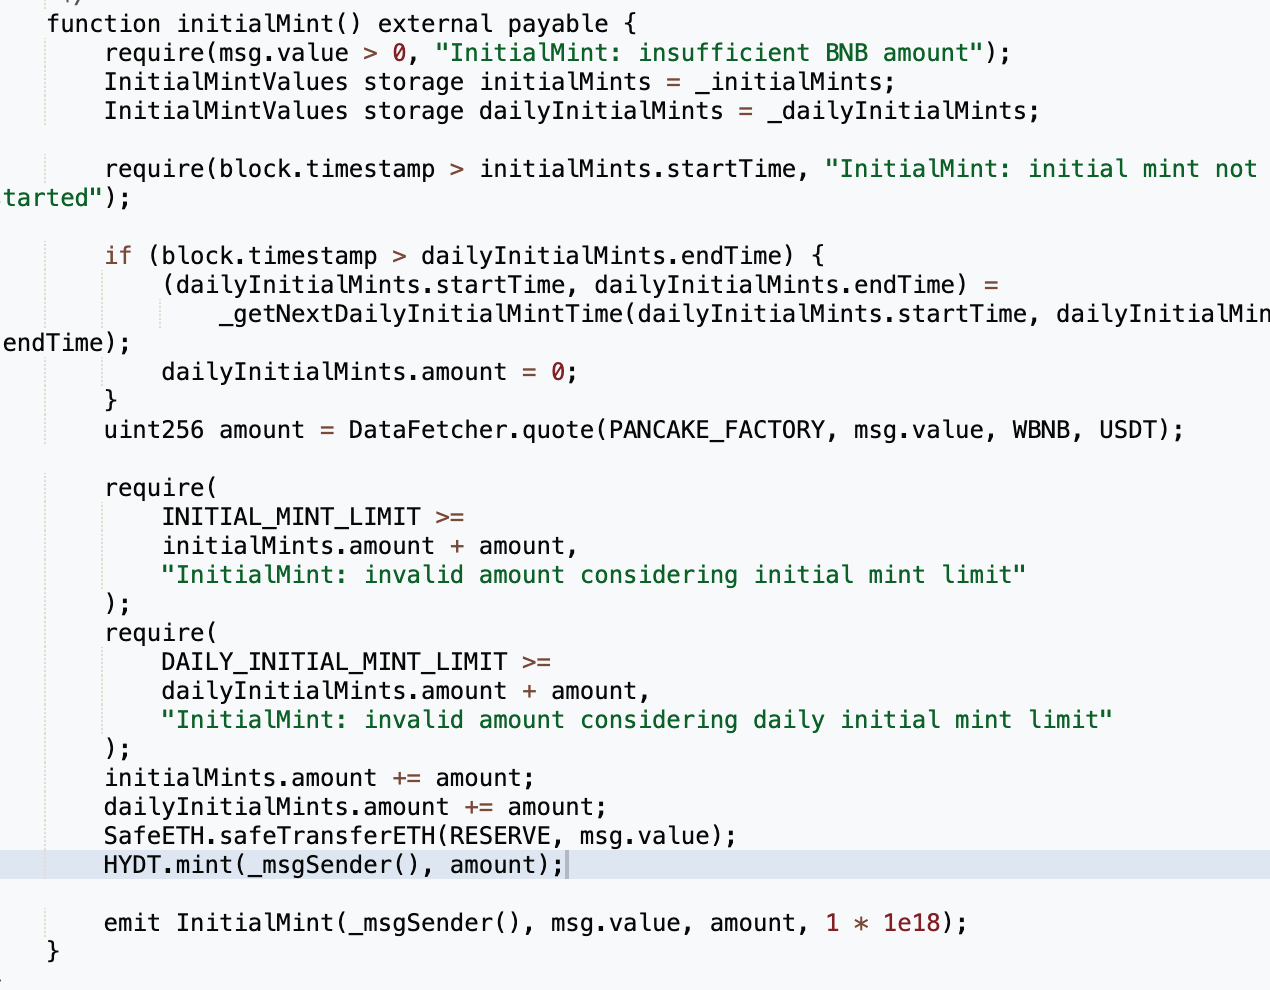 function initialMint() external payable {
require(msg.value > 0, "InitialMint: insufficient BNB amount");
InitialMintValues storage initialMints = _initialMints;
InitialMintValues storage dailyInitialMints = _dailyInitialMints;
require(block.timestamp > initialMints.startTime, "InitialMint: initial mint not
tarted");
if (block.timestamp > dailyInitialMints.endTime) {
(dailyInitialMints.startTime, dailyInitialMints.endTime) =
_getNextDailyInitialMintTime(dailyInitialMints.startTime, dailyInitialMin
endTime);
dailyInitialMints.amount = 0;
}
uint256 amount = DataFetcher.quote(PANCAKE_FACTORY, msg.value, WBNB, USDT);
require(
INITIAL_MINT_LIMIT >=
initialMints.amount + amount,
"InitialMint: invalid amount considering initial mint limit"
);
require(
DAILY_INITIAL_MINT_LIMIT >=
dailyInitialMints.amount + amount,
"InitialMint: invalid amount considering daily initial mint limit"
);
initialMints.amount += amount;
dailyInitialMints.amount += amount;
SafeETH.safeTransferETH(RESERVE, msg.value);
HYDT.mint(_msgSender(), amount);
emit InitialMint(_msgSender(), msg.value, amount, 1 * 1e18);
}